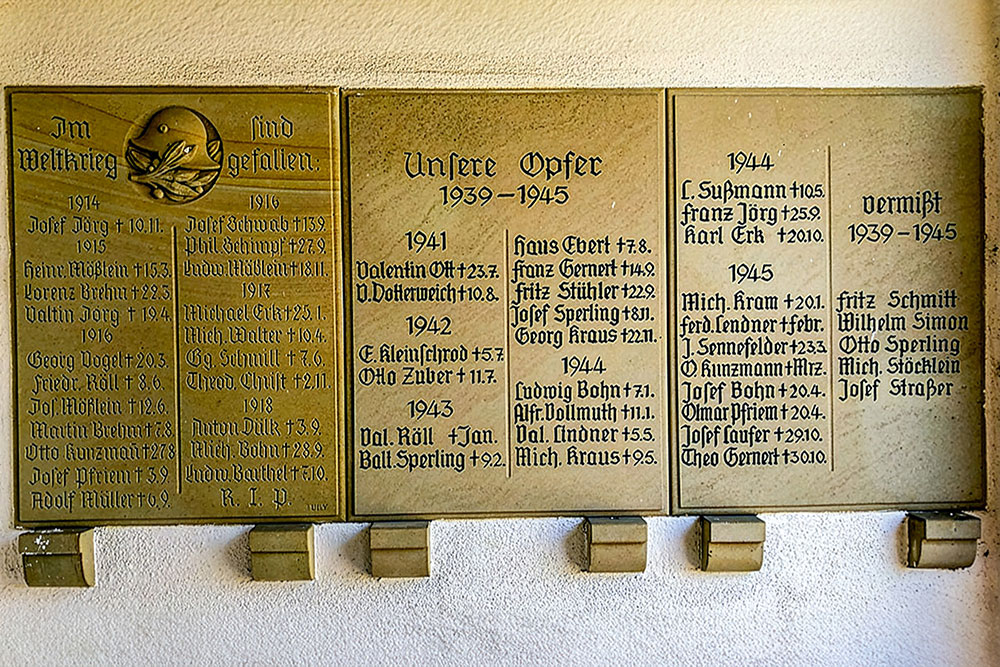 Im sind
Weltkrieg gefallen:
1914
Josef Jörg † 10.11.
1915
Heinr. Mößlein † 15.3.
Lorenz Brehm † 22.3.
Valtin Jörg † 19.4.
1916
Georg Vogel † 20.3.
Friedr. Röll † 8.6.
Jos. Mößlein † 12.6.
Martin Brehm † 7.8
Otto Kunzmañ † 27.8
Josef Pfriem † 3.9.
Adolf Müller † 6.9.
1916
Josef Schwab † 13.9.
Phil. Schimpf † 27.9.
Ludw. Mößlein † 18.11.
1917
Michael Erk † 25.1.
Mich. Walter † 10.4.
Gg. Schmitt † 7.6.
Theod. Christ † 2.11.
1918
Anton Dülk † 3.9.
Mich. Bohn † 28.9.
Ludw. Bauthel † 7.10.
R. I. P.
Unsere Opfer
1939–1945
1941
Valentin Ott † 23.7.
V. Dotterweich † 10.8.
1942
E. Kleinschrod † 5.7
Otto Zuber † 11.7.
1943
Val. Röll † Jan.
Balt. Sperling † 9.2.
Haus Ebert † 7.8.
Franz Gernert † 14.9.
Fritz Stühler † 22.9.
Josef Sperling † 8.11.
Georg Kraus † 22.11.
1944
Ludwig Bohn † 7.1.
Alfr. Vollmuth † 11.1.
Val. Lindner † 5.5.
Mich. Kraus † 9.5.
1944
L. Sußmann † 10.5.
Franz Jörg † 25.9.
Karl Erk † 20.10.
1945
Mich. Kram † 20.1.
Ferd. Lendner † Febr.
J. Sennefelder † 23.3.
O. Kunzmann † Mrz.
Josef Bohn † 20.4.
Otmar Pfriem † 20.4.
Josef Laufer † 29.10.
Theo Gernert † 30.10.
vermißt
1939–1945
Fritz Schmitt
Wilhelm Simon
Otto Sperling
Mich. Stöcklein
Josef Straßer